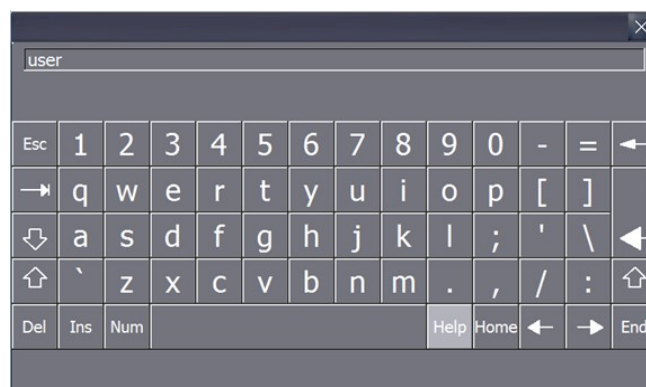 user
Esc 1 2 3 4 5 6 7 8 9 0 - =
q w e r t y u i o p [ ]
a s d f g h j k l ; ' \
` z x c v b n m . , / :
Del Ins Num Help Home End